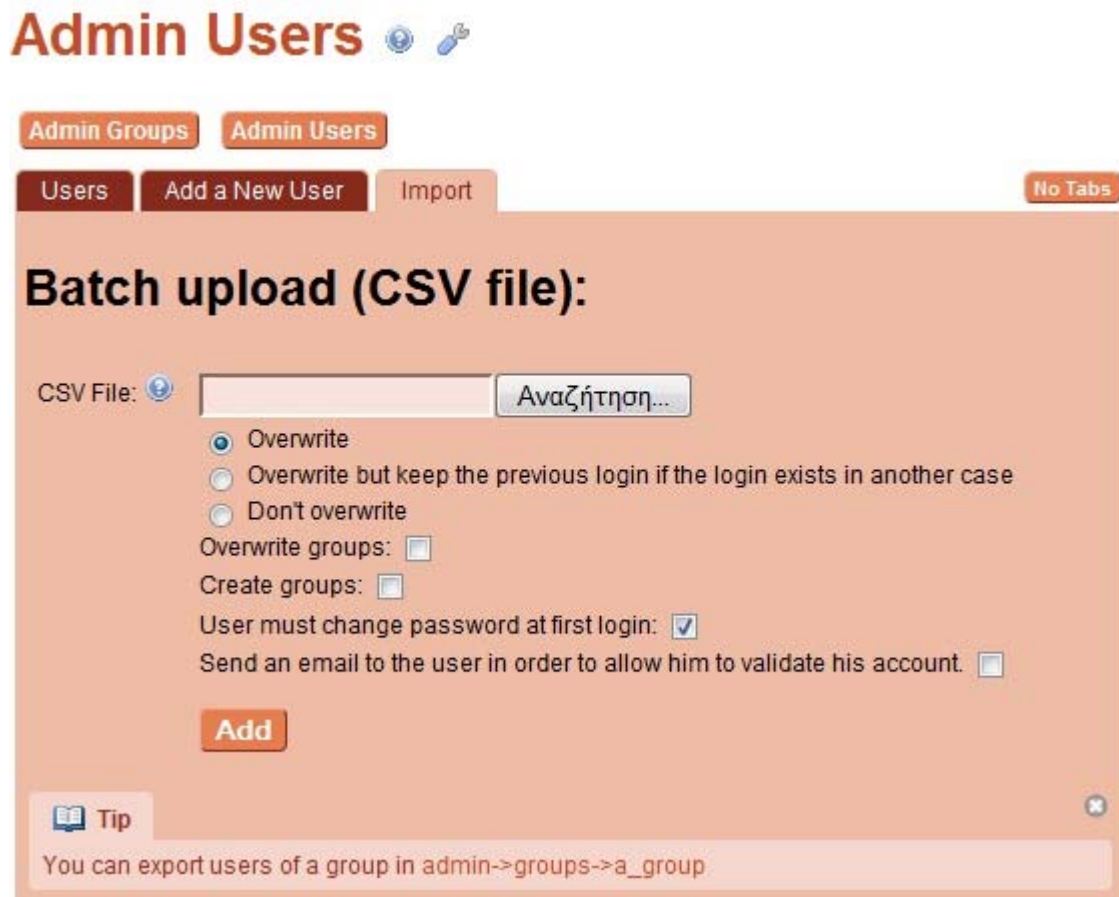 Admin Users
Admin Groups Admin Users
Users Add a New User Import No Tabs
Batch upload (CSV file):
CSV File: Αναζήτηση...
Overwrite
Overwrite but keep the previous login if the login exists in another case
Don't overwrite
Overwrite groups:
Create groups:
User must change password at first login:
Send an email to the user in order to allow him to validate his account.
Add
Tip
You can export users of a group in admin->groups->a_group